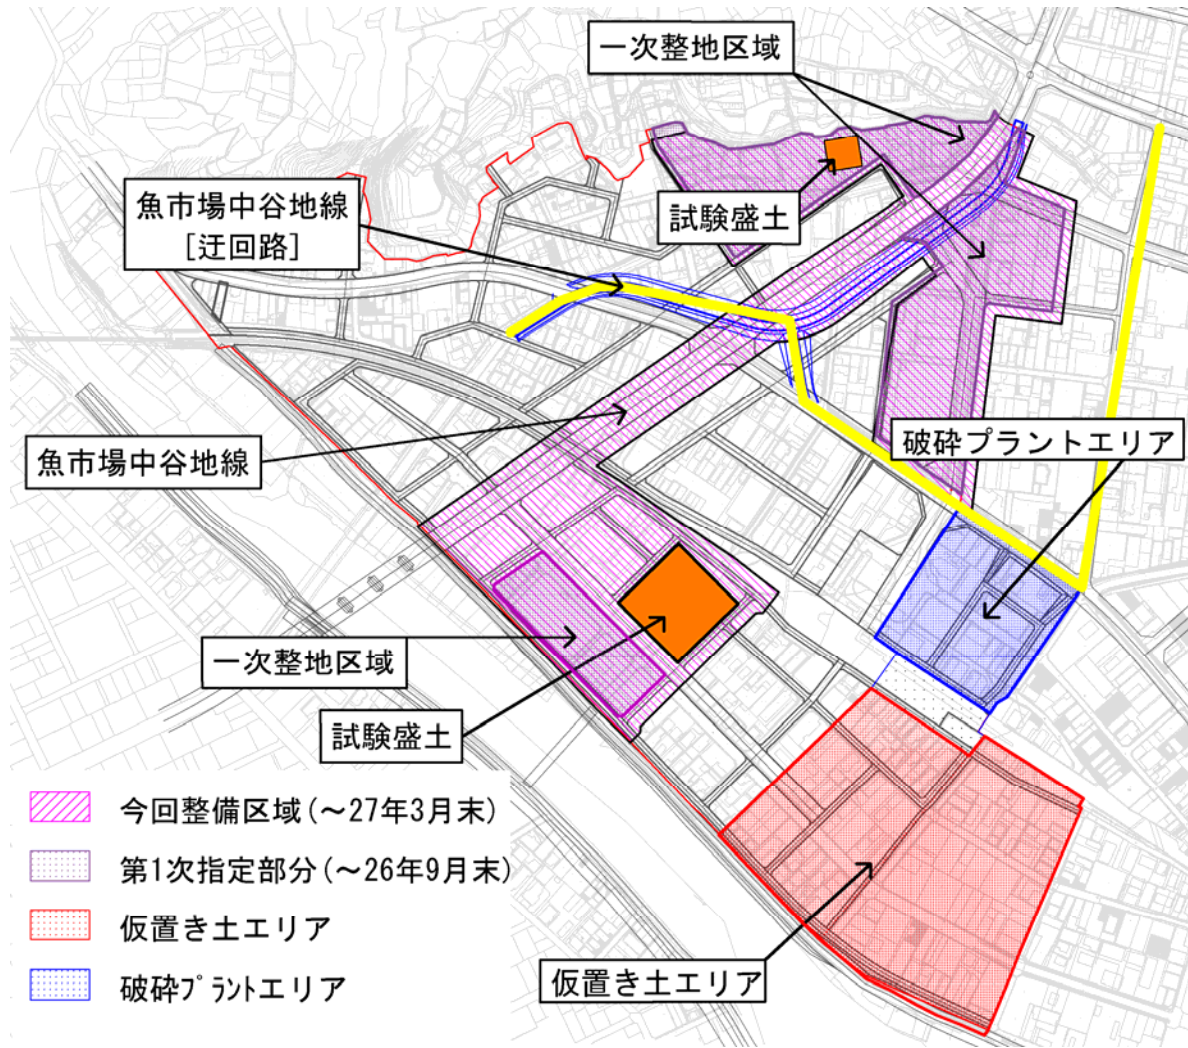 一次整地区域
魚市場中谷地線
[迂回路]
試験盛土
破砕プラントエリア
魚市場中谷地線
一次整地区域
試験盛土
仮置き土エリア
今回整備区域(～27年3月末)
第1次指定部分(～26年9月末)
仮置き土エリア
破砕ﾌﾟﾗﾝﾄエリア